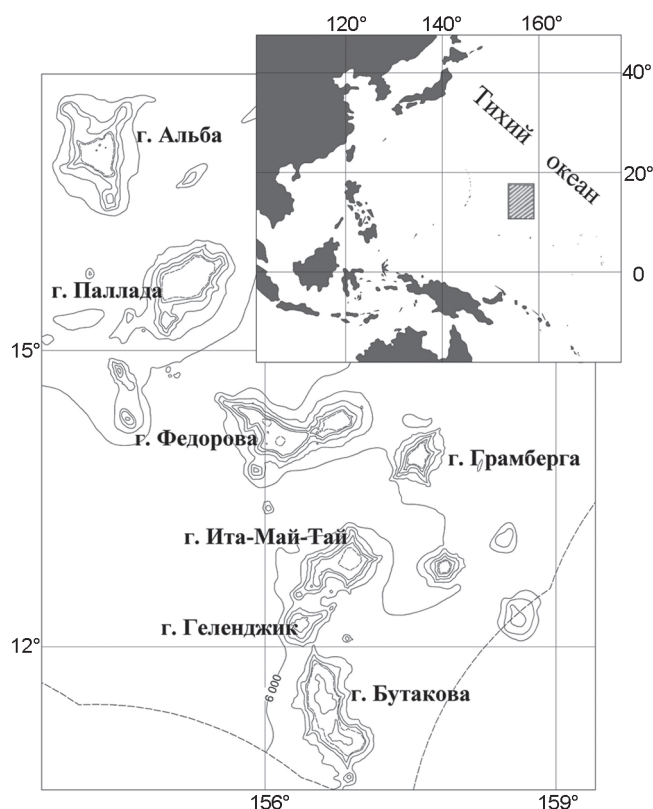 120° 140° 160°
40°
Тихий океан
г. Альба
20°
г. Паллада
0
15°
г. Федорова
г. Грамберга
г. Ита-Май-Тай
г. Геленджик
12°
6 000
г. Бутакова
156° 159°